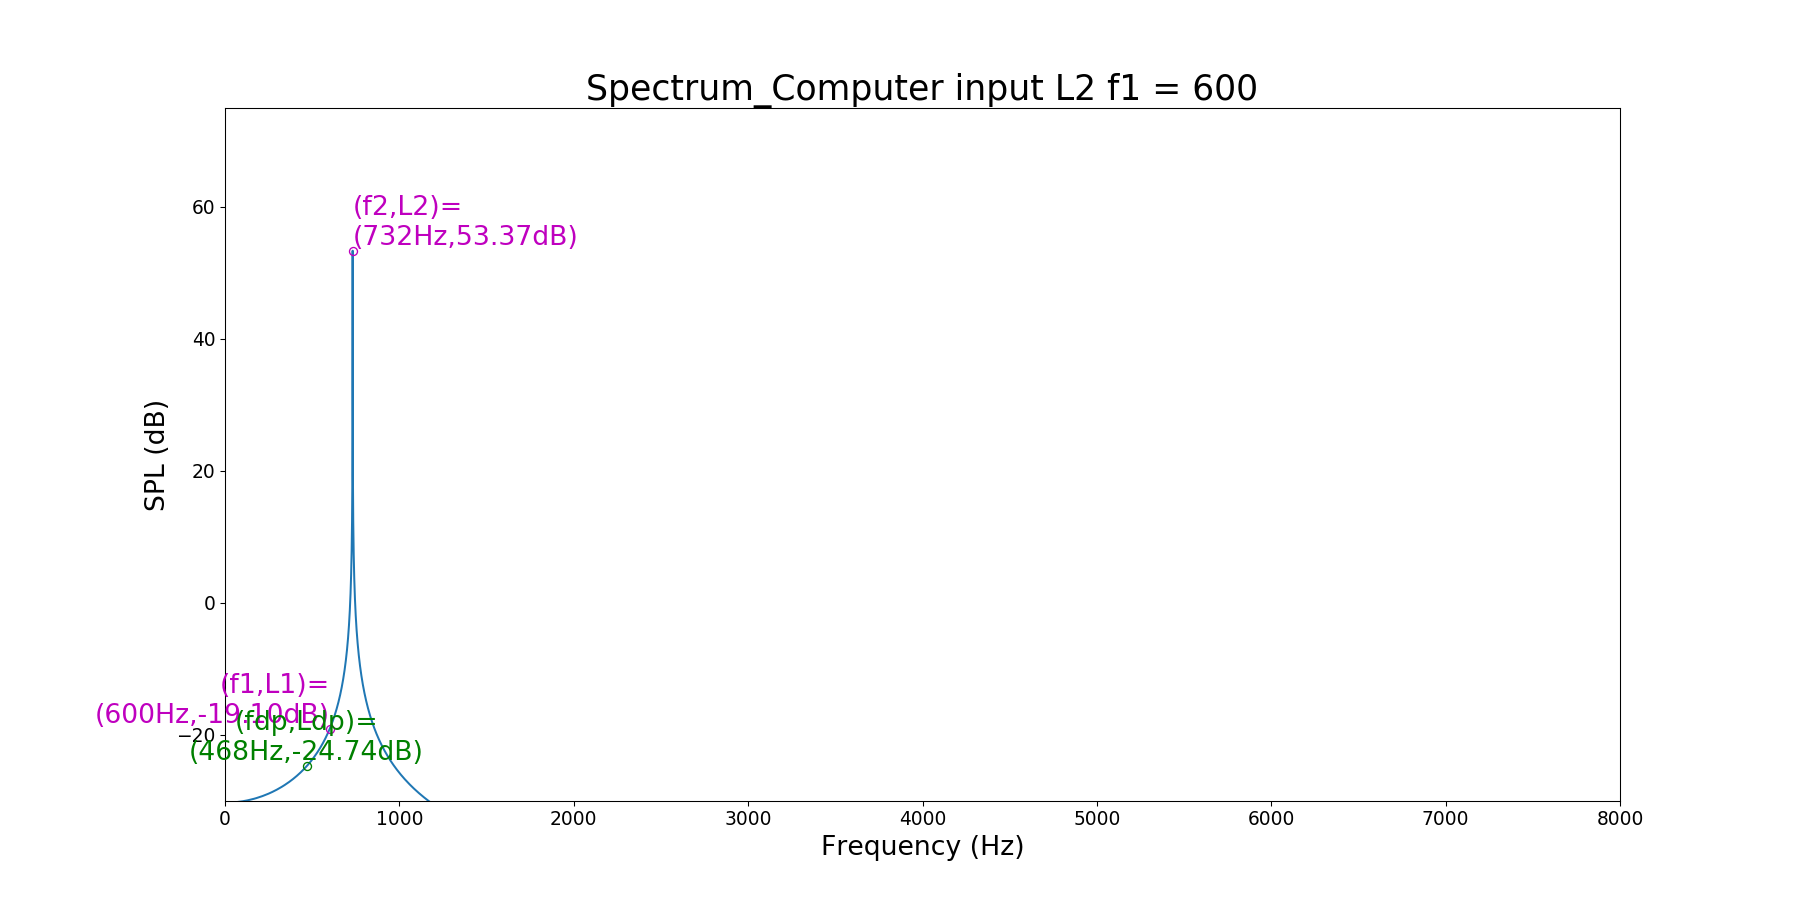 Spectrum_Computer input L2 f1 = 600
(f2,L2)=
(732Hz,53.37dB)
60
40
20
0
−20
SPL (dB)
(f1,L1)=
(600Hz,-19.10dB)
(fdp,Ldp)=
(468Hz,-24.74dB)
0
1000
2000
3000
4000
5000
6000
7000
8000
Frequency (Hz)